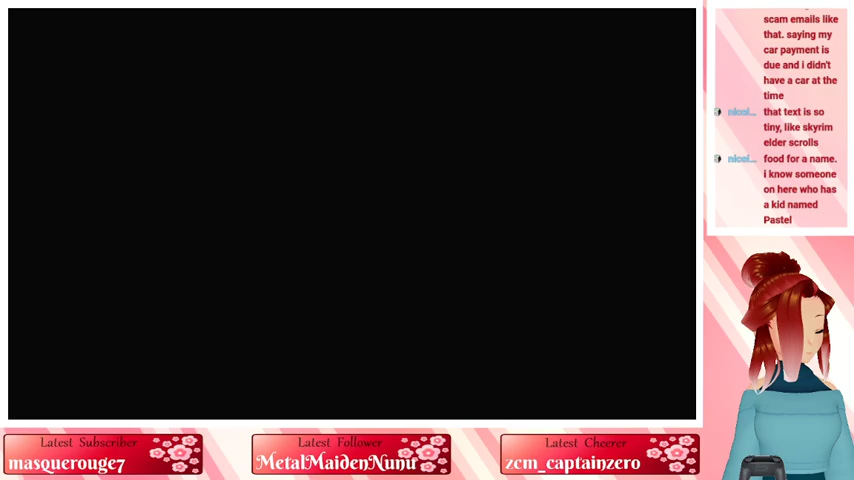 scam emails like
that. saying my
car payment is
due and i didn't
have a car at the
time
that text is so
tiny, like skyrim
elder scrolls
food for a name.
i know someone
on here who has
a kid named
Pastel
Latest Subscriber
masquerouge7
Latest Follower
MetalMaidenNunu
Latest Cheerer
zcm_captainzero